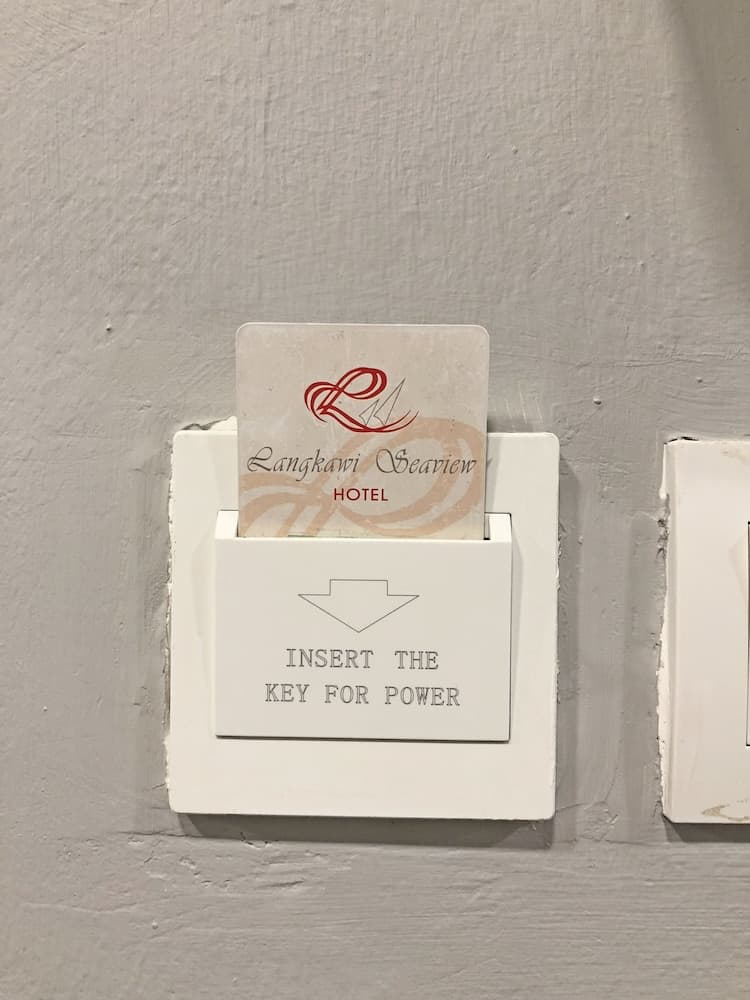 Langkawi Seaview
HOTEL
INSERT THE
KEY FOR POWER